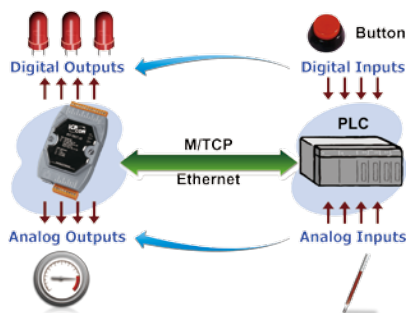 Button
Digital Outputs
Digital Inputs
PLC
M/TCP
Ethernet
Analog Outputs
Analog Inputs